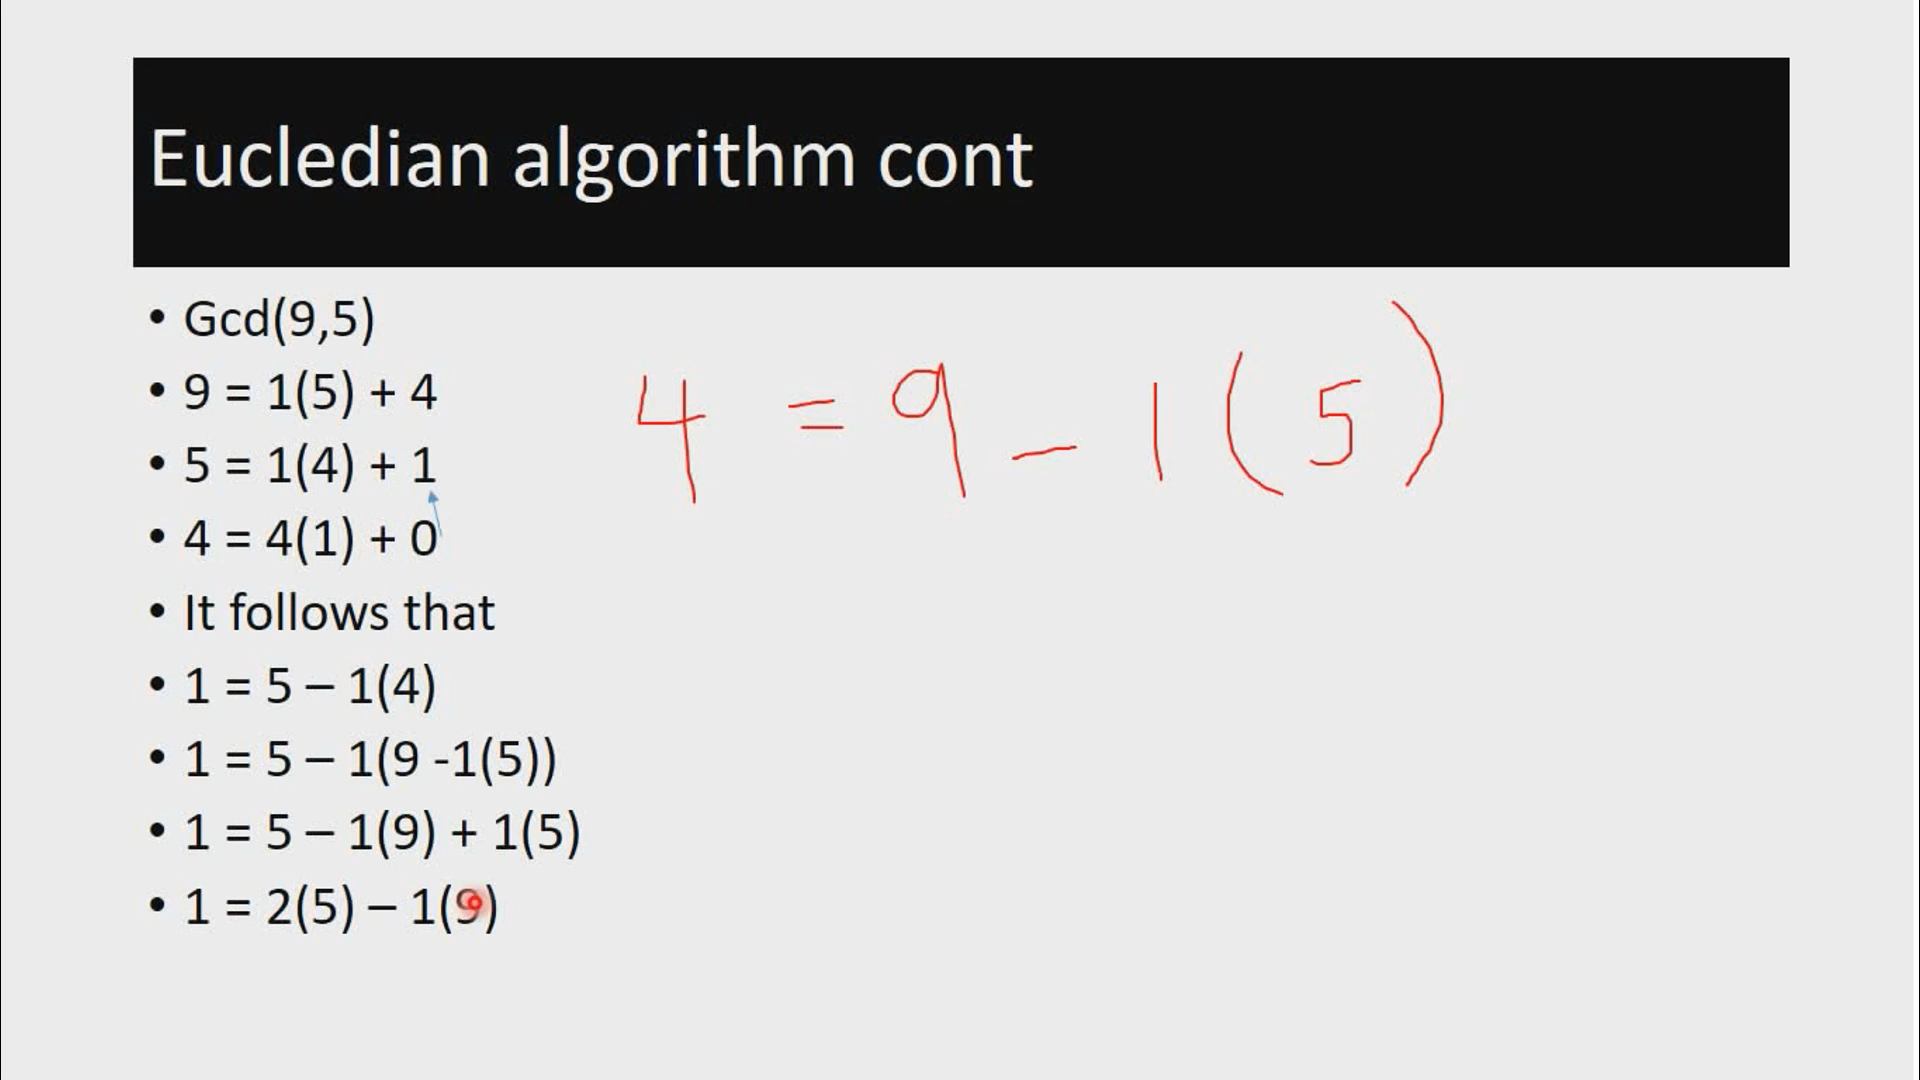 Eucledian algorithm cont
• Gcd(9,5)
• 9 = 1(5) + 4
4 = 9 - 1 ( 5 )
• 5 = 1(4) + 1
• 4 = 4(1) + 0
• It follows that
• 1 = 5 – 1(4)
• 1 = 5 – 1(9 -1(5))
• 1 = 5 – 1(9) + 1(5)
• 1 = 2(5) – 1(9)